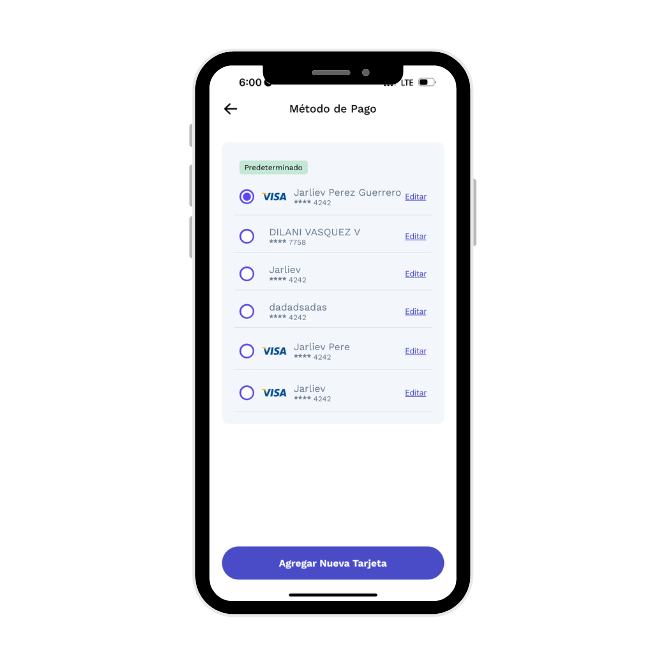 6:00
LTE
Método de Pago
Predeterminado
VISA Jarliev Perez Guerrero Editar
**** 4242
DILANI VASQUEZ V Editar
**** 7758
Jarliev Editar
**** 4242
dadadsadas Editar
**** 4242
VISA Jarliev Pere Editar
**** 4242
VISA Jarliev Editar
**** 4242
Agregar Nueva Tarjeta